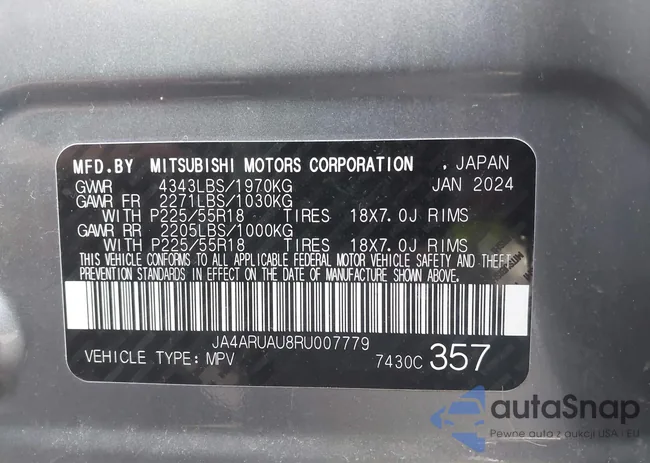 MFD.BY MITSUBISHI MOTORS CORPORATION , JAPAN
GVWR 4343LBS/1970KG JAN 2024
GAWR FR 2271LBS/1030KG
WITH P225/55R18 TIRES 18X7.0J RIMS
GAWR RR 2205LBS/1000KG
WITH P225/55R18 TIRES 18X7.0J RIMS
THIS VEHICLE CONFORMS TO ALL APPLICABLE FEDERAL MOTOR VEHICLE SAFETY AND THEFT
PREVENTION STANDARDS IN EFFECT ON THE DATE OF MANUFACTURE SHOWN ABOVE.
JA4ARUAU8RU007779
VEHICLE TYPE: MPV 7430C 357
autaSnap
Pewne auta z aukcji USA - EU